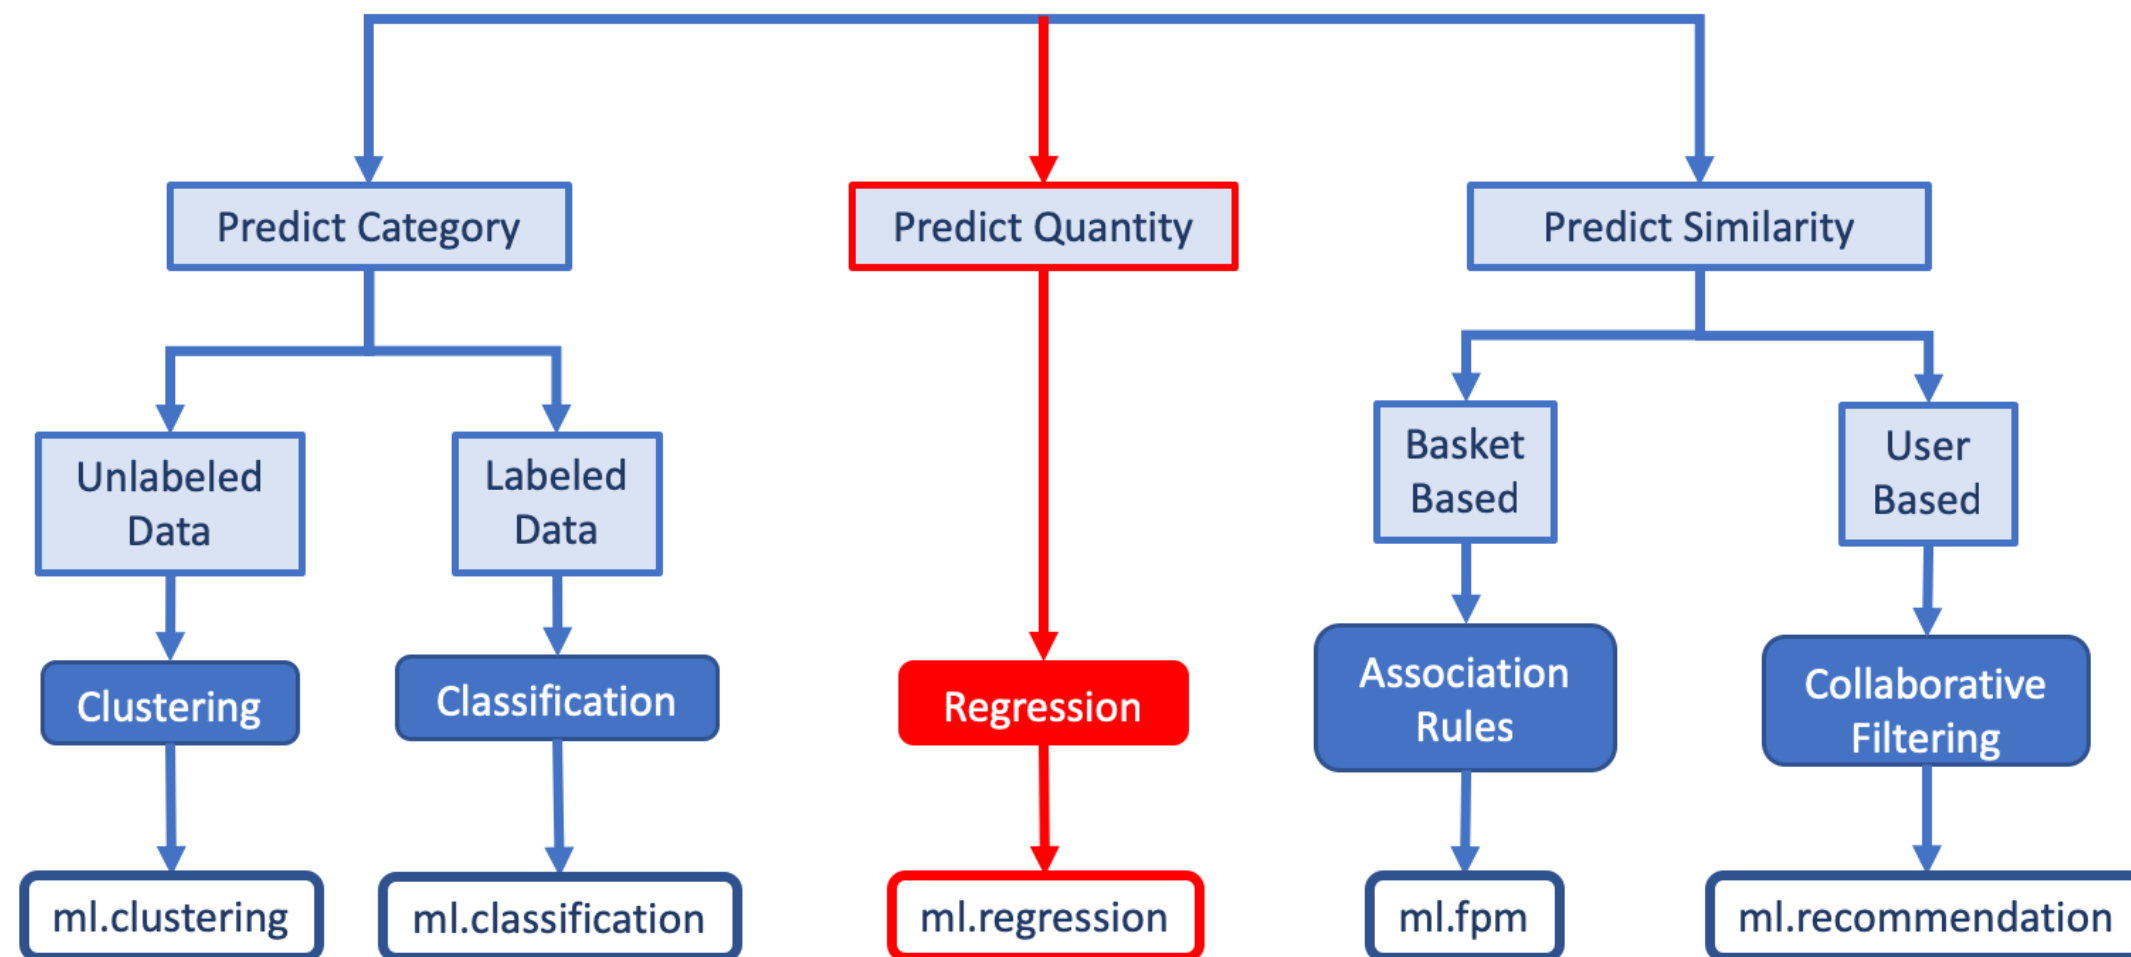 Predict Category
Predict Quantity
Predict Similarity
Unlabeled
Data
Labeled
Data
Basket
Based
User
Based
Clustering
Classification
Regression
Association
Rules
Collaborative
Filtering
ml.clustering
ml.classification
ml.regression
ml.fpm
ml.recommendation